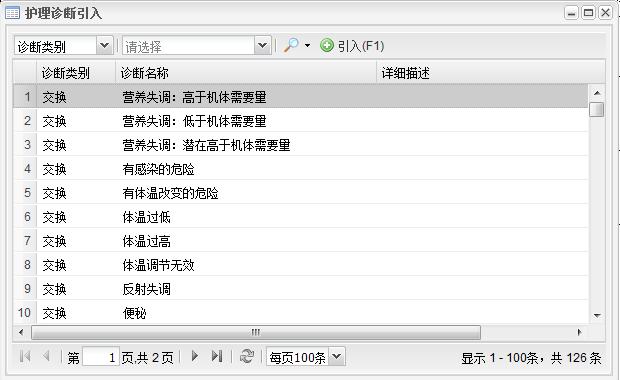 护理诊断引入
诊断类别 请选择 引入(F1)
诊断类别 诊断名称 详细描述
1 交换 营养失调：高于机体需要量
2 交换 营养失调：低于机体需要量
3 交换 营养失调：潜在高于机体需要量
4 交换 有感染的危险
5 交换 有体温改变的危险
6 交换 体温过低
7 交换 体温过高
8 交换 体温调节无效
9 交换 反射失调
10 交换 便秘
第 1 页,共 2 页 每页100条 显示 1 - 100条，共 126 条